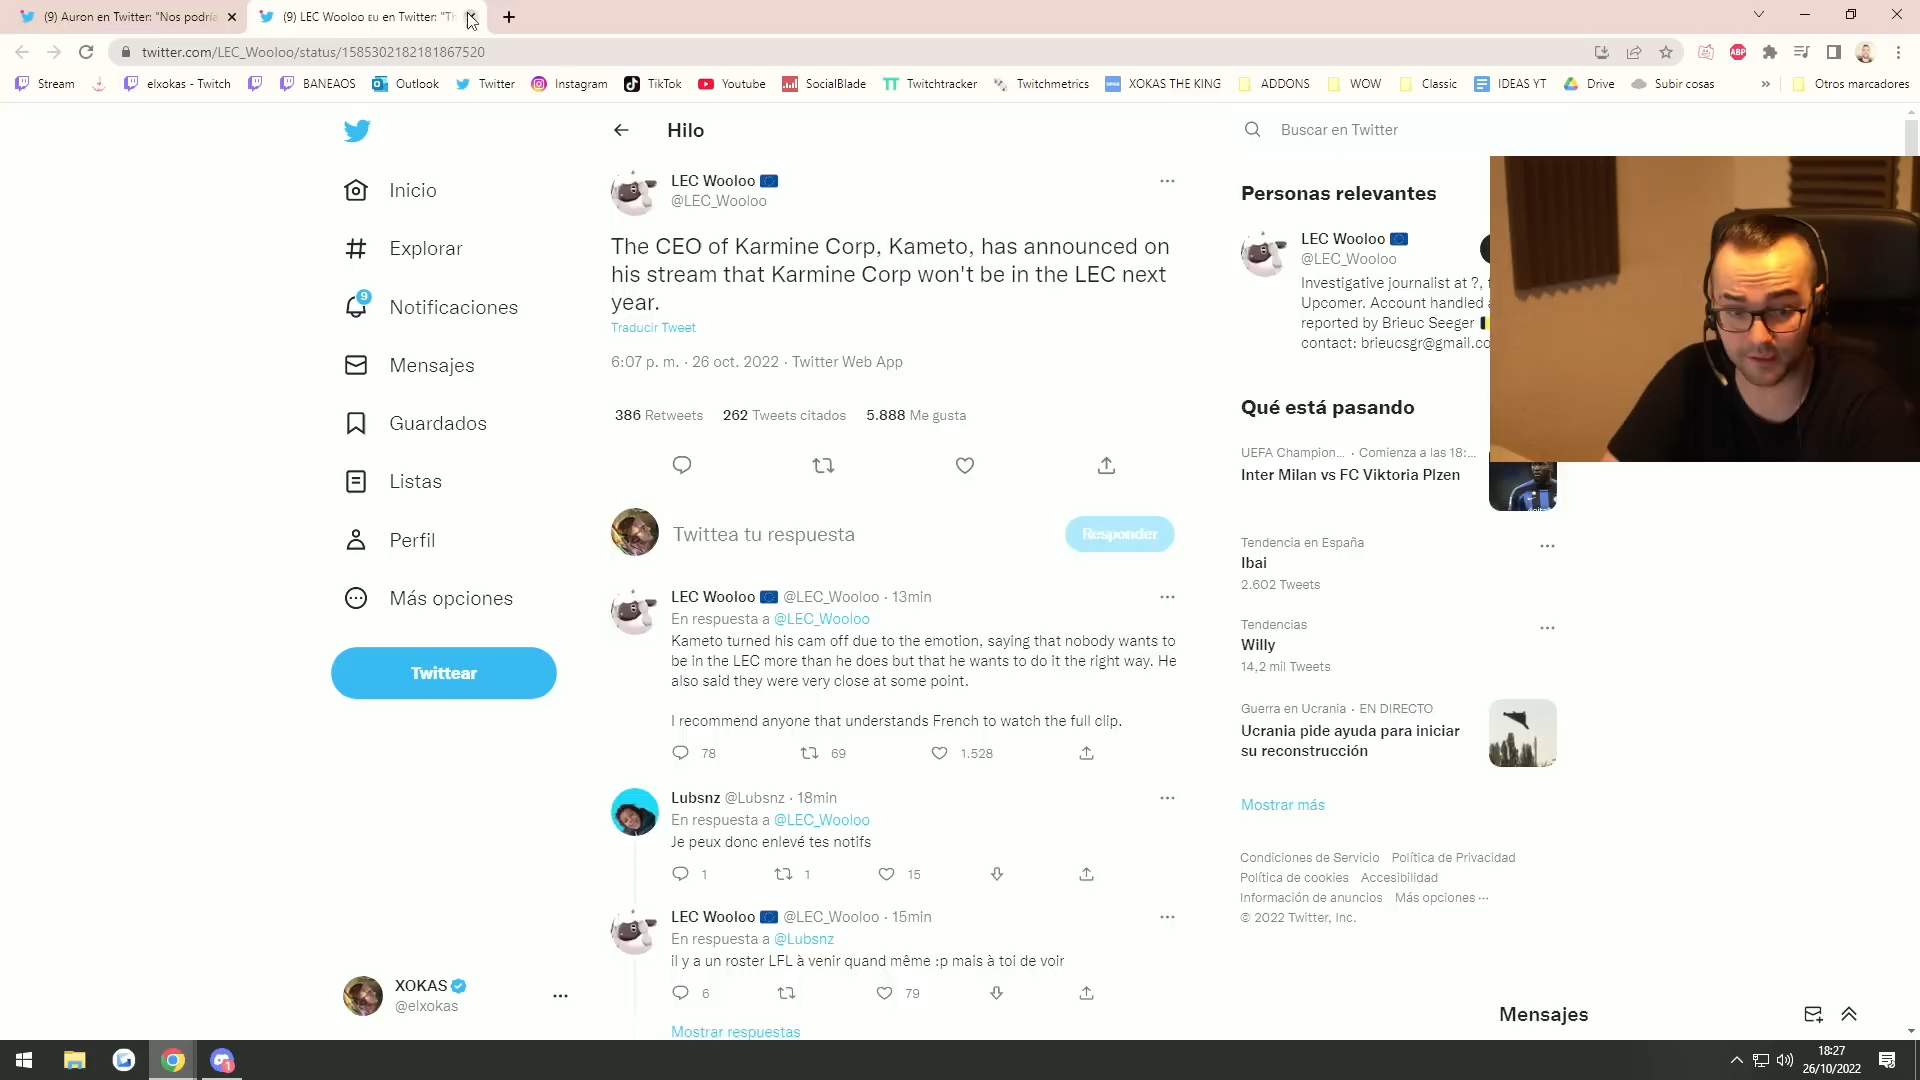 (9) Auron en Twitter: "Nos podría
(9) LEC Wooloo EU en Twitter: "Th
twitter.com/LEC_Wooloo/status/1585302182181867520
ABP
Stream
elxokas - Twitch
BANEAOS
Outlook
Twitter
Instagram
TikTok
Youtube
SocialBlade
Twitchtracker
Twitchmetrics
XOKAS THE KING
ADDONS
WOW
Classic
IDEAS YT
Drive
Subir cosas
»
Otros marcadores
Hilo
Buscar en Twitter
Inicio
Explorar
9
Notificaciones
Mensajes
Guardados
Listas
Perfil
Más opciones
Twittear
XOKAS
@elxokas
LEC Wooloo 🇪🇺
@LEC_Wooloo
The CEO of Karmine Corp, Kameto, has announced on
his stream that Karmine Corp won't be in the LEC next
year.
Traducir Tweet
6:07 p. m. · 26 oct. 2022 · Twitter Web App
386 Retweets 262 Tweets citados 5.888 Me gusta
Twittea tu respuesta
Responder
LEC Wooloo 🇪🇺 @LEC_Wooloo · 13min
En respuesta a @LEC_Wooloo
Kameto turned his cam off due to the emotion, saying that nobody wants to
be in the LEC more than he does but that he wants to do it the right way. He
also said they were very close at some point.
I recommend anyone that understands French to watch the full clip.
78 69 1.528
Lubsnz @Lubsnz · 18min
En respuesta a @LEC_Wooloo
Je peux donc enlevé tes notifs
1 1 15
LEC Wooloo 🇪🇺 @LEC_Wooloo · 15min
En respuesta a @Lubsnz
il y a un roster LFL à venir quand même :p mais à toi de voir
6 79
Mostrar respuestas
Personas relevantes
LEC Wooloo 🇪🇺
@LEC_Wooloo
Investigative journalist at ?,
Upcomer. Account handled
reported by Brieuc Seeger
contact: brieucsgr@gmail.co
Qué está pasando
UEFA Champion... · Comienza a las 18:...
Inter Milan vs FC Viktoria Plzen
Tendencia en España
Ibai
2.602 Tweets
Tendencias
Willy
14,2 mil Tweets
Guerra en Ucrania · EN DIRECTO
Ucrania pide ayuda para iniciar
su reconstrucción
Mostrar más
Condiciones de Servicio Política de Privacidad
Política de cookies Accesibilidad
Información de anuncios Más opciones ···
© 2022 Twitter, Inc.
Mensajes
1
18:27
26/10/2022